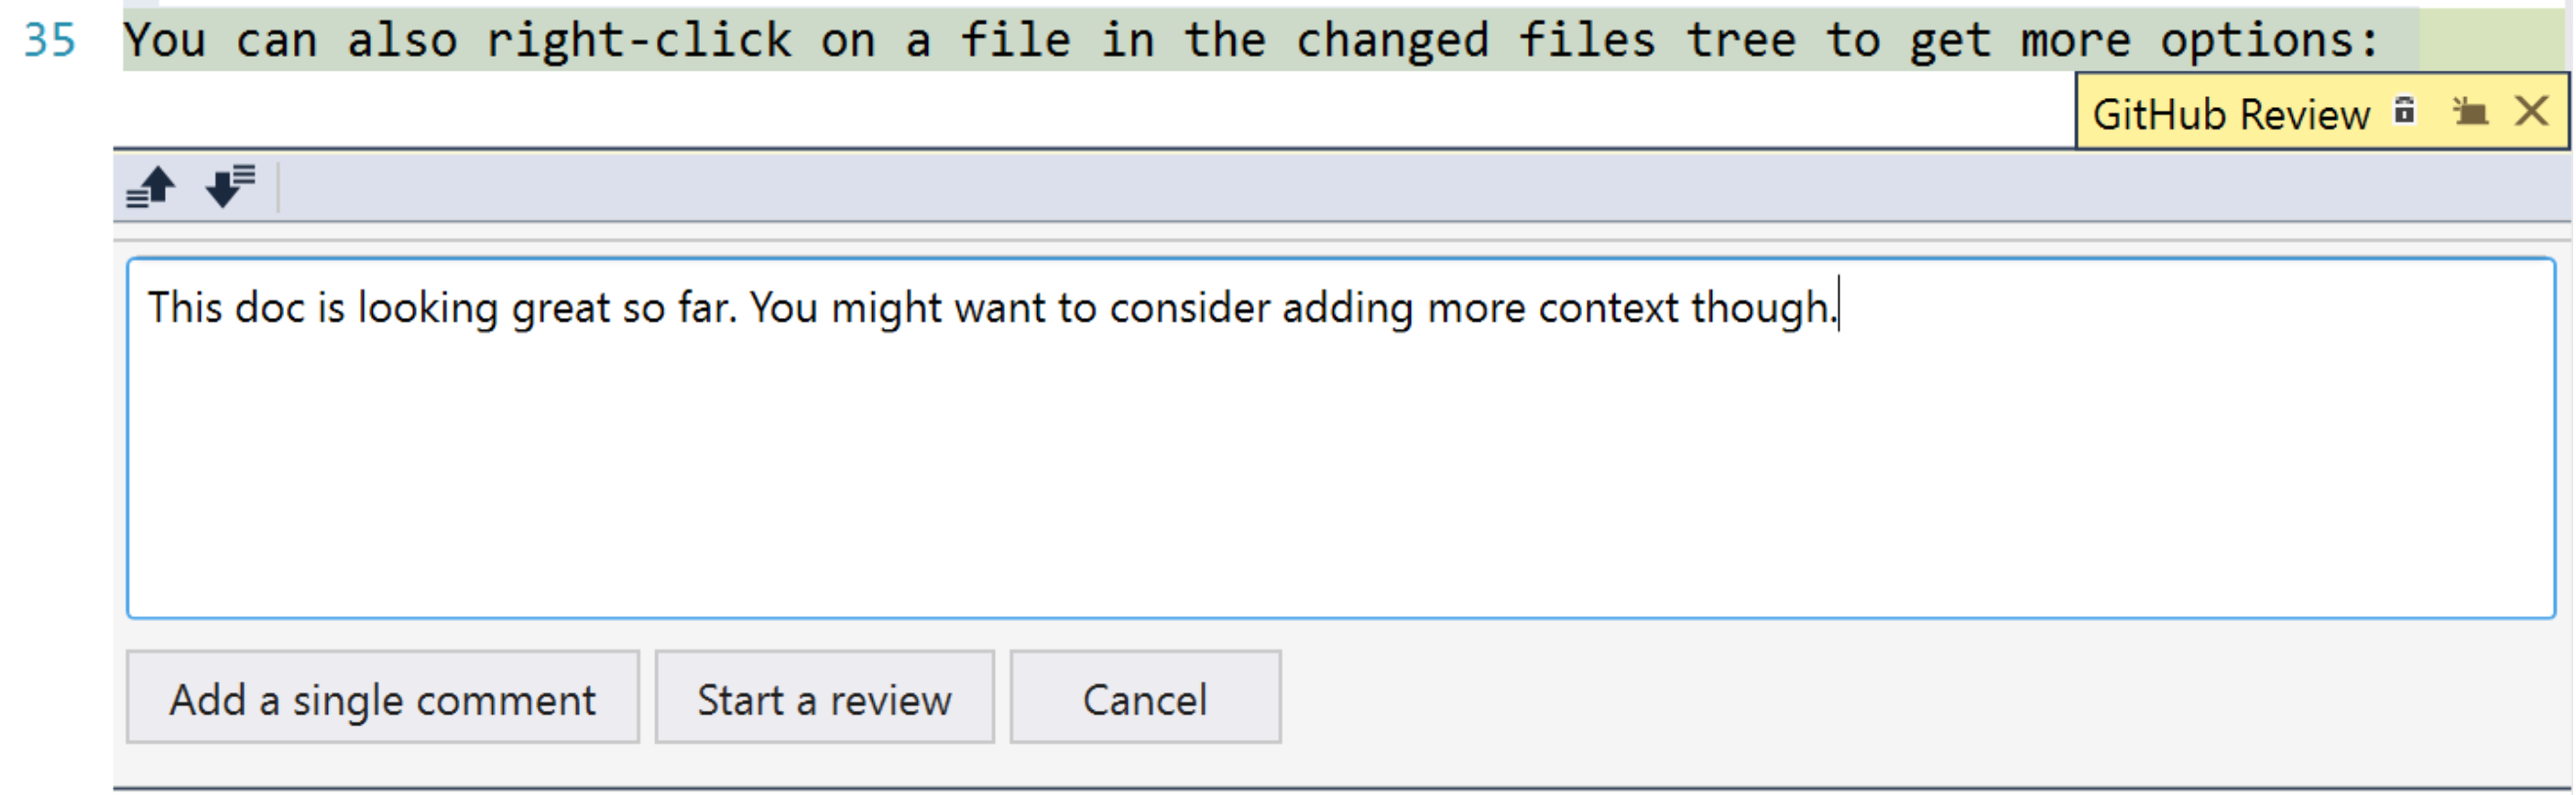 35 You can also right-click on a file in the changed files tree to get more options:
GitHub Review
This doc is looking great so far. You might want to consider adding more context though.
Add a single comment Start a review Cancel